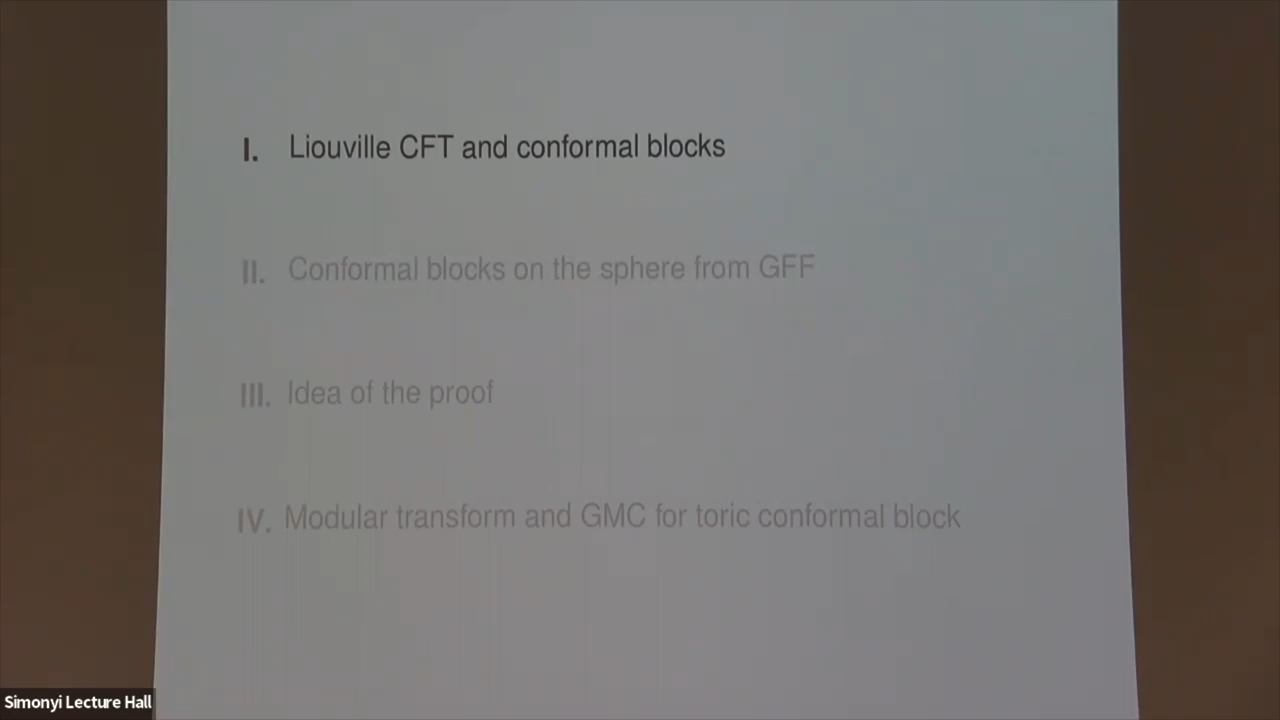 I. Liouville CFT and conformal blocks
II. Conformal blocks on the sphere from GFF
III. Idea of the proof
IV. Modular transform and GMC for toric conformal block
Simonyi Lecture Hall